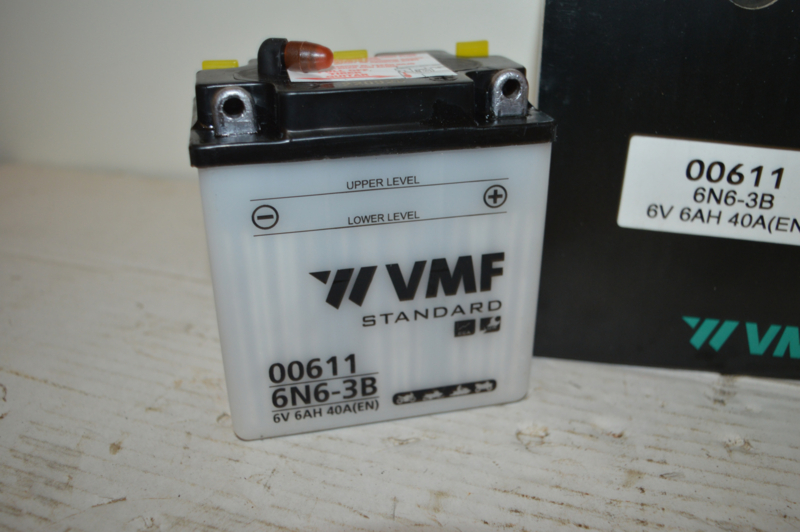 UPPER LEVEL
LOWER LEVEL
VMF
STANDARD
00611
6N6-3B
6V 6AH 40A(EN)
00611
6N6-3B
6V 6AH 40A(EN
VMF